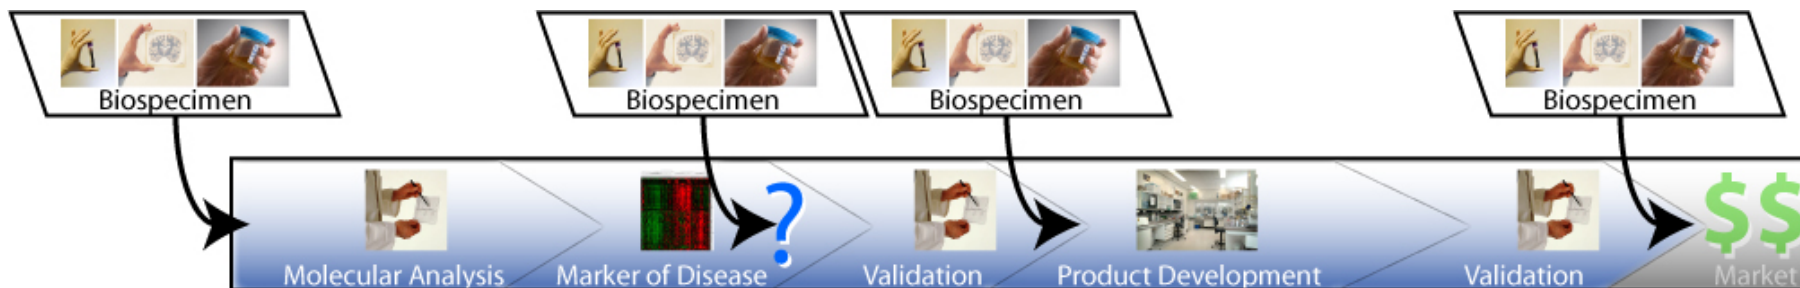 Biospecimen
Biospecimen
Biospecimen
Biospecimen
?
$$
Molecular Analysis
Marker of Disease
Validation
Product Development
Validation
Market